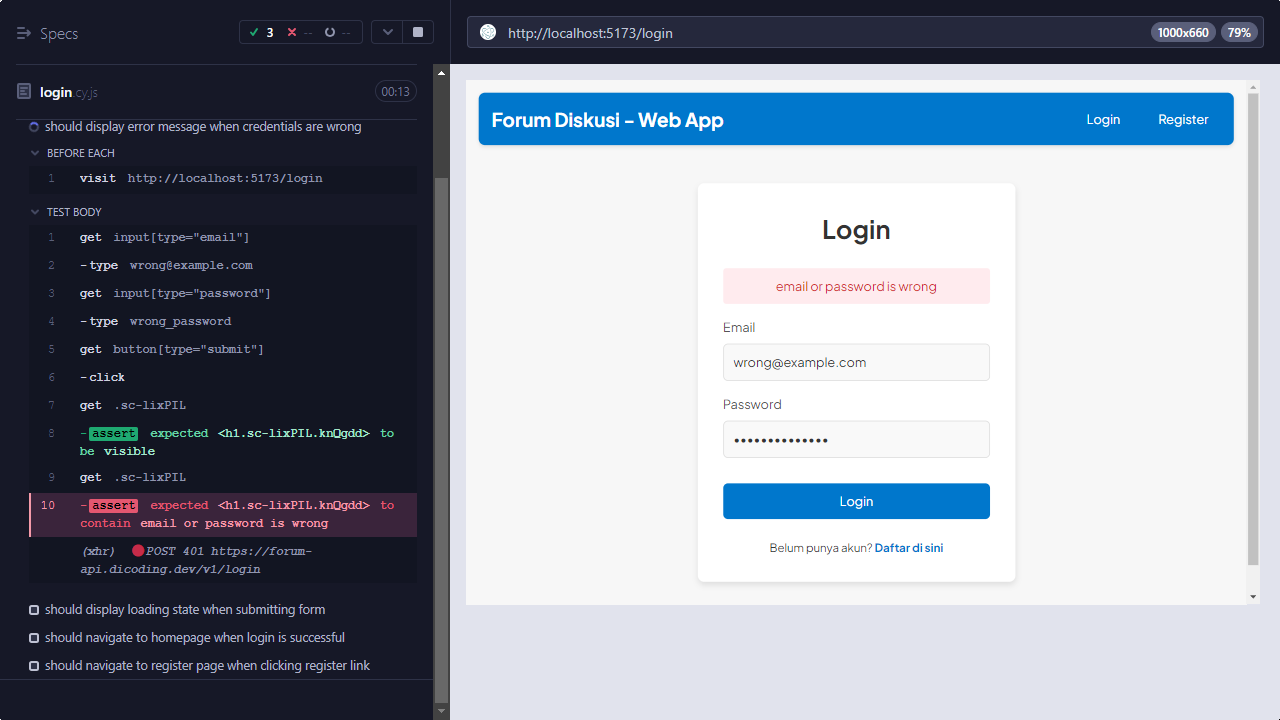 Specs
3 -- --
login.cy.js 00:13
should display error message when credentials are wrong
BEFORE EACH
1 visit http://localhost:5173/login
TEST BODY
1 get input[type="email"]
2 -type wrong@example.com
3 get input[type="password"]
4 -type wrong_password
5 get button[type="submit"]
6 -click
7 get .sc-lixPIL
8 -assert expected <h1.sc-lixPIL.knQgdd> to
be visible
9 get .sc-lixPIL
10 -assert expected <h1.sc-lixPIL.knQgdd> to
contain email or password is wrong
(xhr) POST 401 https://forum-
api.dicoding.dev/v1/login
should display loading state when submitting form
should navigate to homepage when login is successful
should navigate to register page when clicking register link
http://localhost:5173/login 1000x660 79%
Forum Diskusi - Web App Login Register
Login
email or password is wrong
Email
wrong@example.com
Password
••••••••••••••
Login
Belum punya akun? Daftar di sini